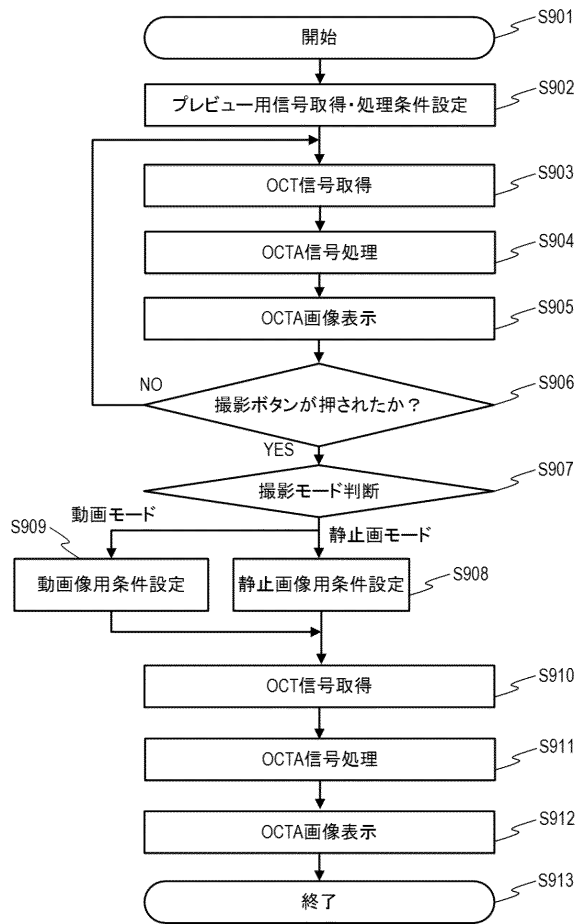 開始
S901
プレビュー用信号取得・処理条件設定
S902
OCT信号取得
S903
OCTA信号処理
S904
OCTA画像表示
S905
NO
撮影ボタンが押されたか？
S906
YES
撮影モード判断
S907
S909
動画モード
静止画モード
動画像用条件設定
静止画像用条件設定
S908
OCT信号取得
S910
OCTA信号処理
S911
OCTA画像表示
S912
終了
S913